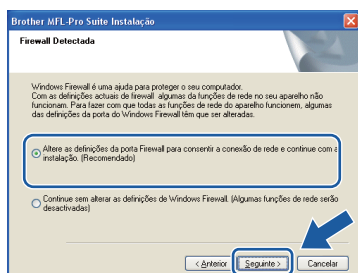 Brother MFL-Pro Suite Instalação
Firewall Detectada
Windows Firewall é uma ajuda para proteger o seu computador.
Com as definições actuais de firewall algumas da funções de rede no seu aparelho não
funcionam. Para fazer com que todas as funções de rede do aparelho funcionem, algumas
das definições da porta do Windows Firewall têm que ser alteradas.
Altere as definições da porta Firewall para consentir a conexão de rede e continue com a
instalação. (Recomendado)
Continue sem alterar as definições de Windows Firewall. (Algumas funções de rede serão
desactivadas)
< Anterior
Seguinte >
Cancelar